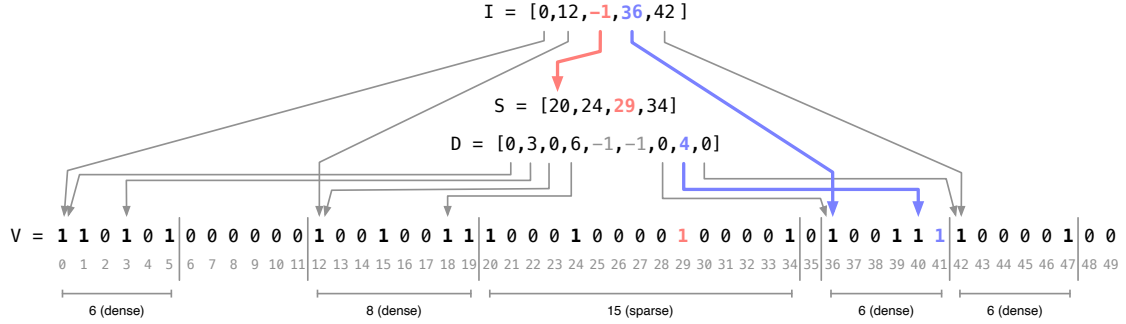 I = [0,12,-1,36,42]
S = [20,24,29,34]
D = [0,3,0,6,-1,-1,0,4,0]
V = 1 1 0 1 0 1 0 0 0 0 0 0 1 0 0 1 0 0 1 1 1 0 0 0 1 0 0 0 0 1 0 0 0 0 1 0 1 0 0 1 1 1 1 0 0 0 0 1 0 0
0 1 2 3 4 5 6 7 8 9 10 11 12 13 14 15 16 17 18 19 20 21 22 23 24 25 26 27 28 29 30 31 32 33 34 35 36 37 38 39 40 41 42 43 44 45 46 47 48 49
6 (dense) 8 (dense) 15 (sparse) 6 (dense) 6 (dense)